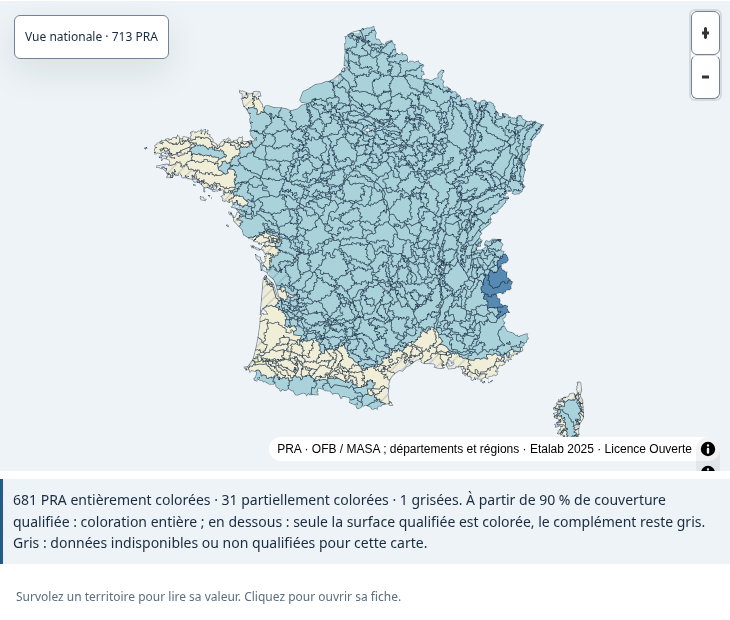 Vue nationale · 713 PRA
+
-
PRA · OFB / MASA ; départements et régions · Etalab 2025 · Licence Ouverte
681 PRA entièrement colorées · 31 partiellement colorées · 1 grisées. À partir de 90 % de couverture
qualifiée : coloration entière ; en dessous : seule la surface qualifiée est colorée, le complément reste gris.
Gris : données indisponibles ou non qualifiées pour cette carte.
Survolez un territoire pour lire sa valeur. Cliquez pour ouvrir sa fiche.